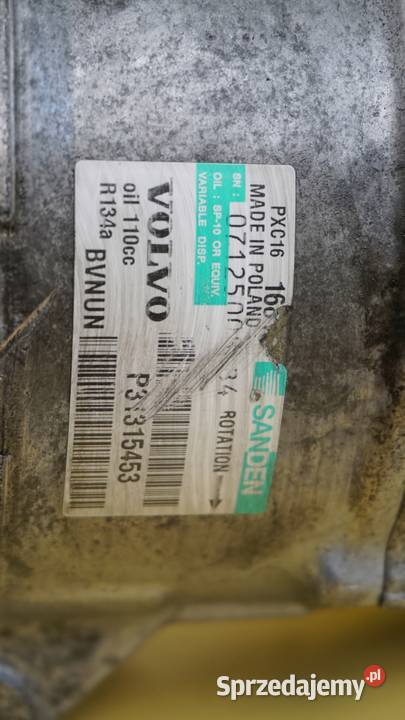 PXC16
MADE IN POLAND
SANDEN
SN :
OIL : SP-10 OR EQUIV.
VARIABLE DISP.
ROTATION →
VOLVO
oil 110cc
R134a BVNUN
Sprzedajemy.pl